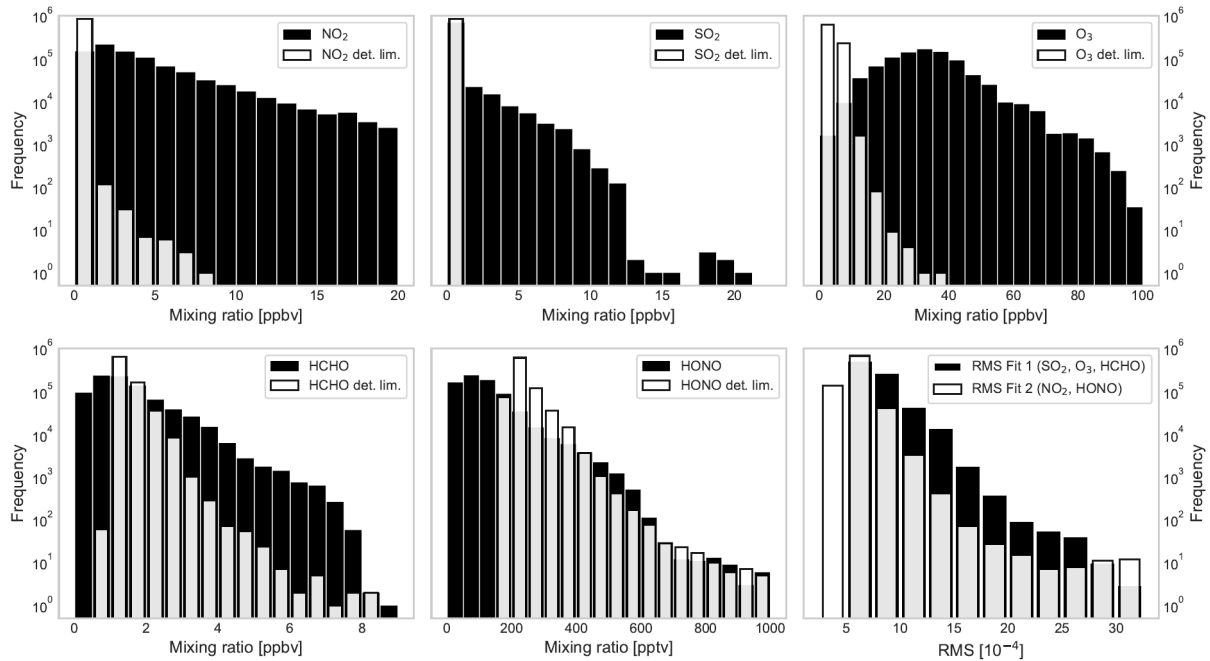 10⁶
10⁵
10⁴
10³
10²
10¹
10⁰
Frequency
0 5 10 15 20
Mixing ratio [ppbv]
NO₂
NO₂ det. lim.
0 5 10 15 20
Mixing ratio [ppbv]
SO₂
SO₂ det. lim.
0 20 40 60 80 100
Mixing ratio [ppbv]
O₃
O₃ det. lim.
10⁶
10⁵
10⁴
10³
10²
10¹
10⁰
Frequency
10⁶
10⁵
10⁴
10³
10²
10¹
10⁰
Frequency
0 2 4 6 8
Mixing ratio [ppbv]
HCHO
HCHO det. lim.
0 200 400 600 800 1000
Mixing ratio [pptv]
HONO
HONO det. lim.
5 10 15 20 25 30
RMS [10⁻⁴]
RMS Fit 1 (SO₂, O₃, HCHO)
RMS Fit 2 (NO₂, HONO)
10⁶
10⁵
10⁴
10³
10²
10¹
10⁰
Frequency